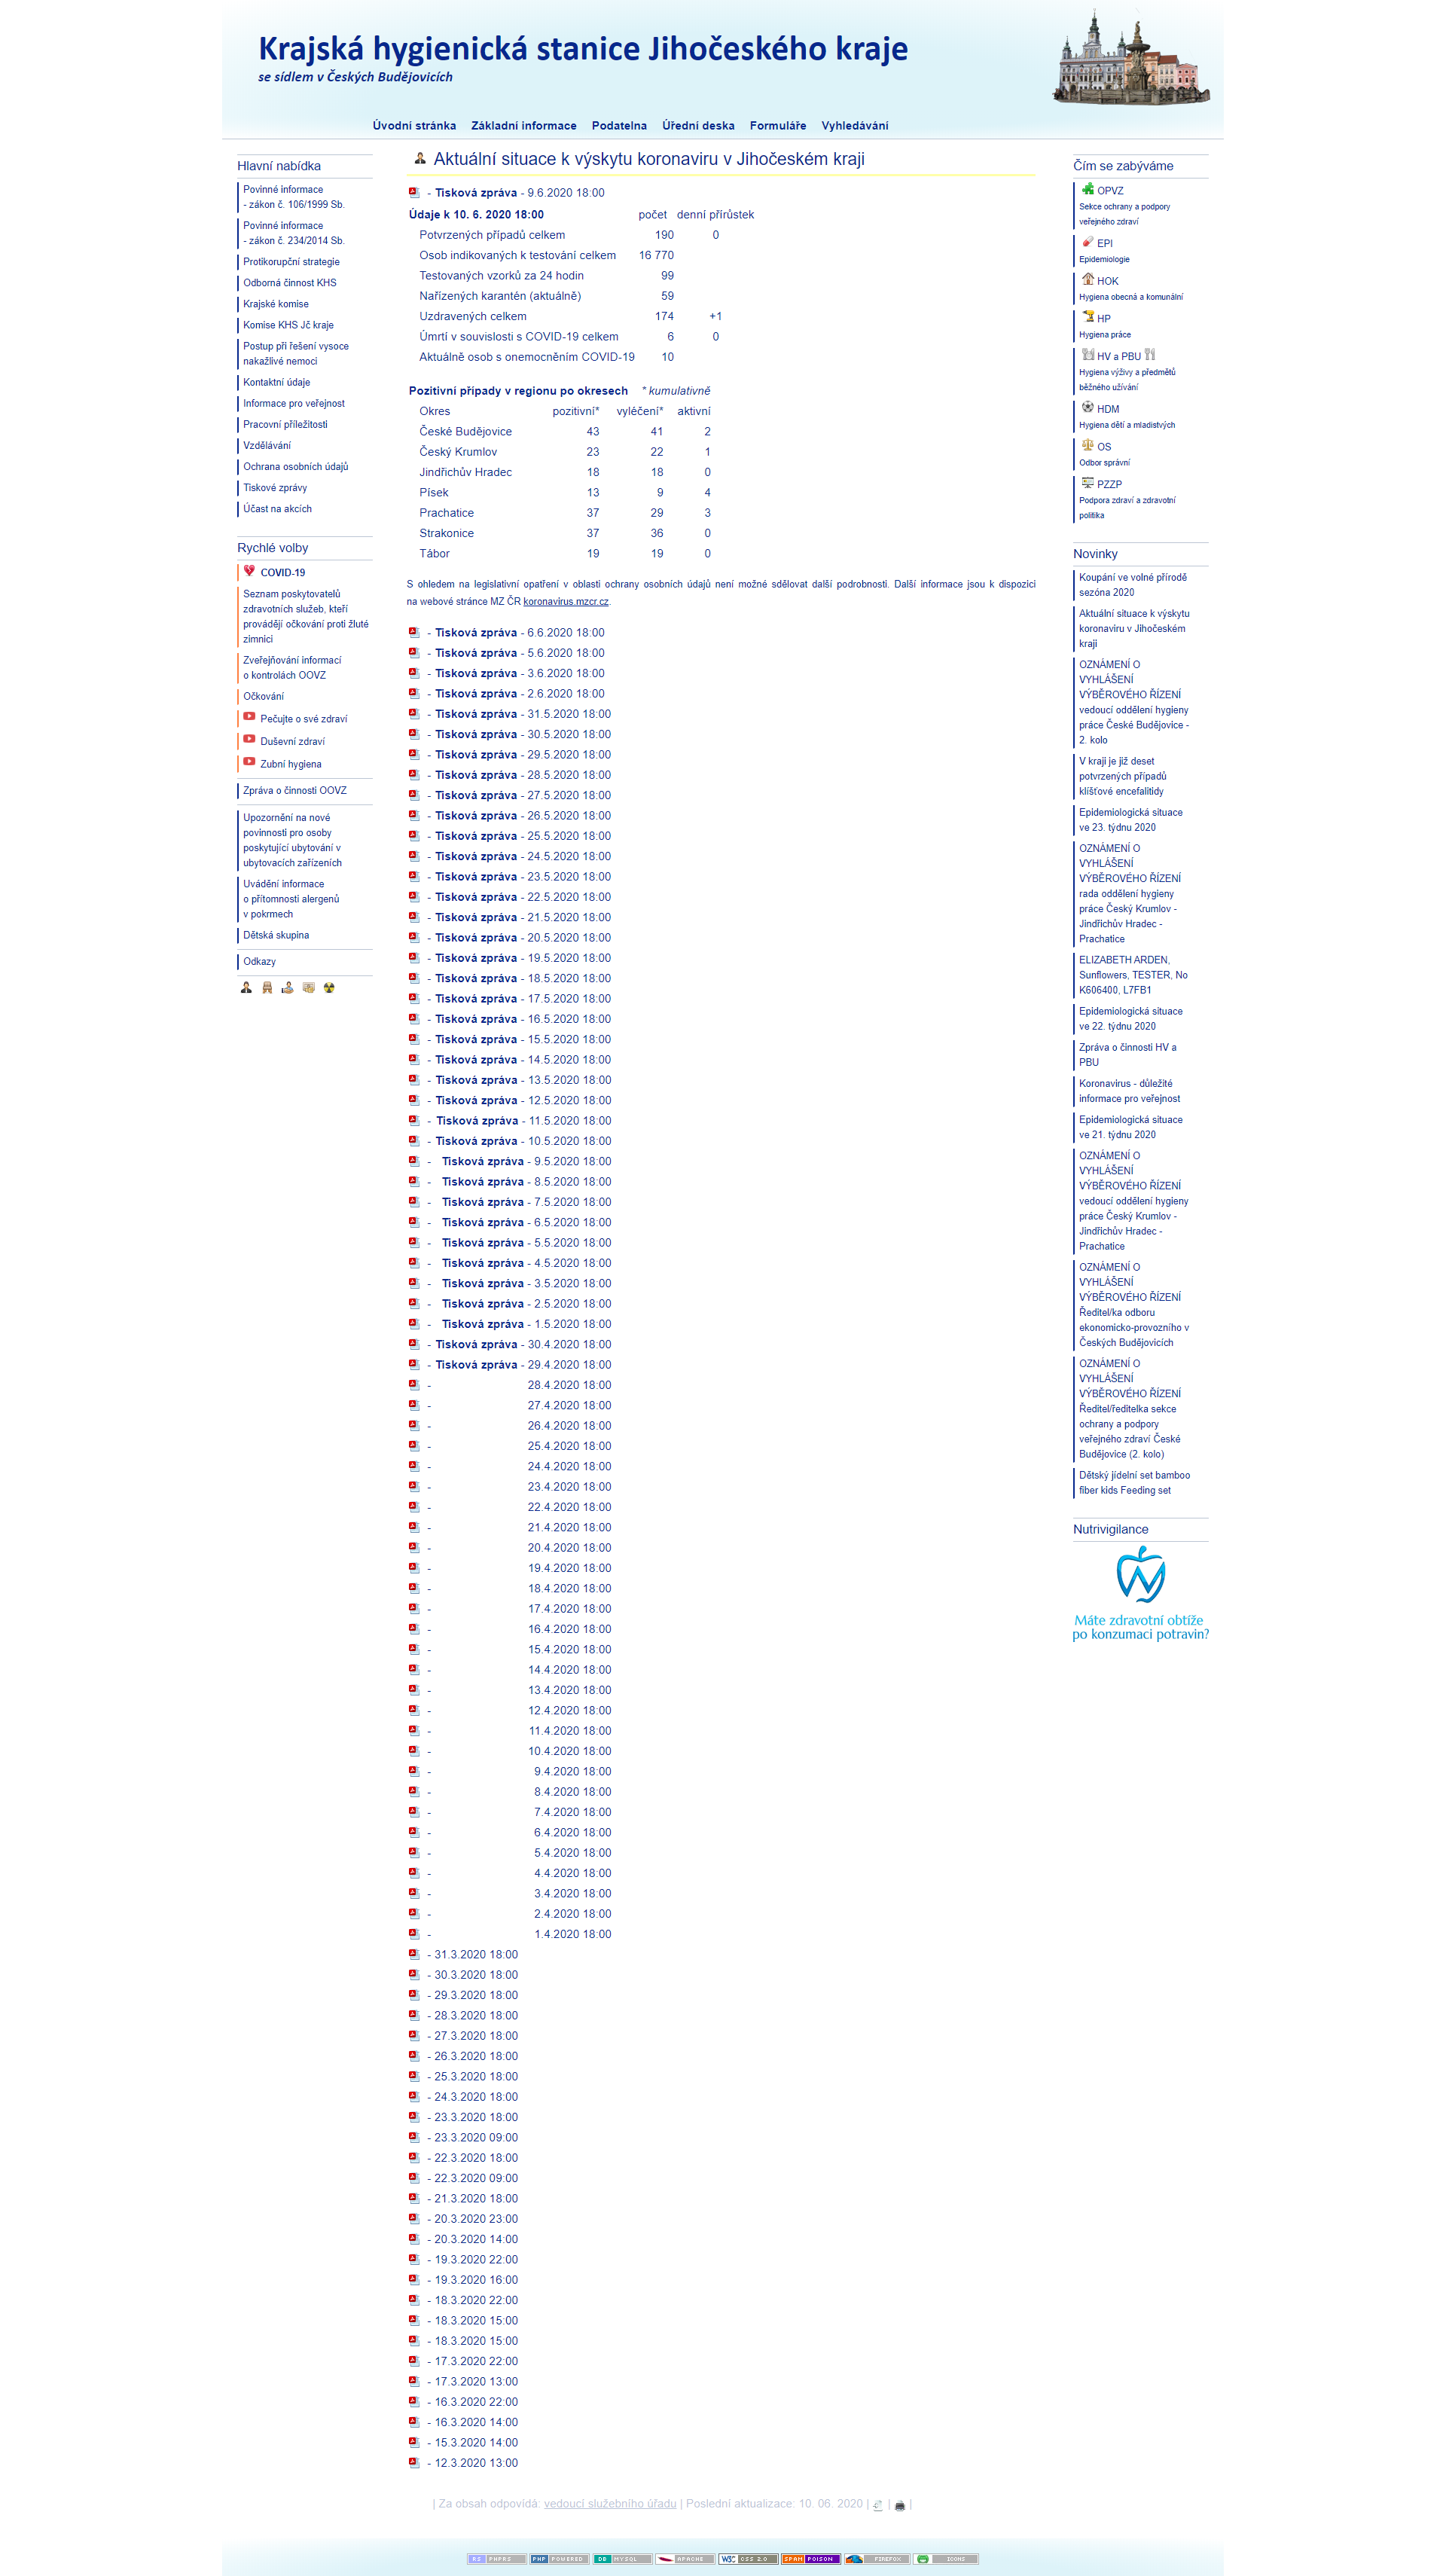 Krajská hygienická stanice Jihočeského kraje
se sídlem v Českých Budějovicích
Úvodní stránka Základní informace Podatelna Úřední deska Formuláře Vyhledávání
Hlavní nabídka
Povinné informace
- zákon č. 106/1999 Sb.
Povinné informace
- zákon č. 234/2014 Sb.
Protikorupční strategie
Odborná činnost KHS
Krajské komise
Komise KHS Jč kraje
Postup při řešení vysoce
nakažlivé nemoci
Kontaktní údaje
Informace pro veřejnost
Pracovní příležitosti
Vzdělávání
Ochrana osobních údajů
Tiskové zprávy
Účast na akcích
Rychlé volby
COVID-19
Seznam poskytovatelů
zdravotních služeb, kteří
provádějí očkování proti žluté
zimnici
Zveřejňování informací
o kontrolách OOVZ
Očkování
Pečujte o své zdraví
Duševní zdraví
Zubní hygiena
Zpráva o činnosti OOVZ
Upozornění na nové
povinnosti pro osoby
poskytující ubytování v
ubytovacích zařízeních
Uvádění informace
o přítomnosti alergenů
v pokrmech
Dětská skupina
Odkazy
Aktuální situace k výskytu koronaviru v Jihočeském kraji
- Tisková zpráva - 9.6.2020 18:00
Údaje k 10. 6. 2020 18:00 počet denní přírůstek
Potvrzených případů celkem 190 0
Osob indikovaných k testování celkem 16 770
Testovaných vzorků za 24 hodin 99
Nařízených karantén (aktuálně) 59
Uzdravených celkem 174 +1
Úmrtí v souvislosti s COVID-19 celkem 6 0
Aktuálně osob s onemocněním COVID-19 10
Pozitivní případy v regionu po okresech * kumulativně
Okres pozitivní* vyléčení* aktivní
České Budějovice 43 41 2
Český Krumlov 23 22 1
Jindřichův Hradec 18 18 0
Písek 13 9 4
Prachatice 37 29 3
Strakonice 37 36 0
Tábor 19 19 0
S ohledem na legislativní opatření v oblasti ochrany osobních údajů není možné sdělovat další podrobnosti. Další informace jsou k dispozici
na webové stránce MZ ČR koronavirus.mzcr.cz.
- Tisková zpráva - 6.6.2020 18:00
- Tisková zpráva - 5.6.2020 18:00
- Tisková zpráva - 3.6.2020 18:00
- Tisková zpráva - 2.6.2020 18:00
- Tisková zpráva - 31.5.2020 18:00
- Tisková zpráva - 30.5.2020 18:00
- Tisková zpráva - 29.5.2020 18:00
- Tisková zpráva - 28.5.2020 18:00
- Tisková zpráva - 27.5.2020 18:00
- Tisková zpráva - 26.5.2020 18:00
- Tisková zpráva - 25.5.2020 18:00
- Tisková zpráva - 24.5.2020 18:00
- Tisková zpráva - 23.5.2020 18:00
- Tisková zpráva - 22.5.2020 18:00
- Tisková zpráva - 21.5.2020 18:00
- Tisková zpráva - 20.5.2020 18:00
- Tisková zpráva - 19.5.2020 18:00
- Tisková zpráva - 18.5.2020 18:00
- Tisková zpráva - 17.5.2020 18:00
- Tisková zpráva - 16.5.2020 18:00
- Tisková zpráva - 15.5.2020 18:00
- Tisková zpráva - 14.5.2020 18:00
- Tisková zpráva - 13.5.2020 18:00
- Tisková zpráva - 12.5.2020 18:00
- Tisková zpráva - 11.5.2020 18:00
- Tisková zpráva - 10.5.2020 18:00
- Tisková zpráva - 9.5.2020 18:00
- Tisková zpráva - 8.5.2020 18:00
- Tisková zpráva - 7.5.2020 18:00
- Tisková zpráva - 6.5.2020 18:00
- Tisková zpráva - 5.5.2020 18:00
- Tisková zpráva - 4.5.2020 18:00
- Tisková zpráva - 3.5.2020 18:00
- Tisková zpráva - 2.5.2020 18:00
- Tisková zpráva - 1.5.2020 18:00
- Tisková zpráva - 30.4.2020 18:00
- Tisková zpráva - 29.4.2020 18:00
- 28.4.2020 18:00
- 27.4.2020 18:00
- 26.4.2020 18:00
- 25.4.2020 18:00
- 24.4.2020 18:00
- 23.4.2020 18:00
- 22.4.2020 18:00
- 21.4.2020 18:00
- 20.4.2020 18:00
- 19.4.2020 18:00
- 18.4.2020 18:00
- 17.4.2020 18:00
- 16.4.2020 18:00
- 15.4.2020 18:00
- 14.4.2020 18:00
- 13.4.2020 18:00
- 12.4.2020 18:00
- 11.4.2020 18:00
- 10.4.2020 18:00
- 9.4.2020 18:00
- 8.4.2020 18:00
- 7.4.2020 18:00
- 6.4.2020 18:00
- 5.4.2020 18:00
- 4.4.2020 18:00
- 3.4.2020 18:00
- 2.4.2020 18:00
- 1.4.2020 18:00
- 31.3.2020 18:00
- 30.3.2020 18:00
- 29.3.2020 18:00
- 28.3.2020 18:00
- 27.3.2020 18:00
- 26.3.2020 18:00
- 25.3.2020 18:00
- 24.3.2020 18:00
- 23.3.2020 18:00
- 23.3.2020 09:00
- 22.3.2020 18:00
- 22.3.2020 09:00
- 21.3.2020 18:00
- 20.3.2020 23:00
- 20.3.2020 14:00
- 19.3.2020 22:00
- 19.3.2020 16:00
- 18.3.2020 22:00
- 18.3.2020 15:00
- 18.3.2020 15:00
- 17.3.2020 22:00
- 17.3.2020 13:00
- 16.3.2020 22:00
- 16.3.2020 14:00
- 15.3.2020 14:00
- 12.3.2020 13:00
Čím se zabýváme
OPVZ
Sekce ochrany a podpory
veřejného zdraví
EPI
Epidemiologie
HOK
Hygiena obecná a komunální
HP
Hygiena práce
HV a PBU
Hygiena výživy a předmětů
běžného užívání
HDM
Hygiena dětí a mladistvých
OS
Odbor správní
PZZP
Podpora zdraví a zdravotní
politika
Novinky
Koupání ve volné přírodě
sezóna 2020
Aktuální situace k výskytu
koronaviru v Jihočeském
kraji
OZNÁMENÍ O
VYHLÁŠENÍ
VÝBĚROVÉHO ŘÍZENÍ
vedoucí oddělení hygieny
práce České Budějovice -
2. kolo
V kraji je již deset
potvrzených případů
klíšťové encefalitidy
Epidemiologická situace
ve 23. týdnu 2020
OZNÁMENÍ O
VYHLÁŠENÍ
VÝBĚROVÉHO ŘÍZENÍ
rada oddělení hygieny
práce Český Krumlov -
Jindřichův Hradec -
Prachatice
ELIZABETH ARDEN,
Sunflowers, TESTER, No
K606400, L7FB1
Epidemiologická situace
ve 22. týdnu 2020
Zpráva o činnosti HV a
PBU
Koronavirus - důležité
informace pro veřejnost
Epidemiologická situace
ve 21. týdnu 2020
OZNÁMENÍ O
VYHLÁŠENÍ
VÝBĚROVÉHO ŘÍZENÍ
vedoucí oddělení hygieny
práce Český Krumlov -
Jindřichův Hradec -
Prachatice
OZNÁMENÍ O
VYHLÁŠENÍ
VÝBĚROVÉHO ŘÍZENÍ
Ředitel/ka odboru
ekonomicko-provozního v
Českých Budějovicích
OZNÁMENÍ O
VYHLÁŠENÍ
VÝBĚROVÉHO ŘÍZENÍ
Ředitel/ředitelka sekce
ochrany a podpory
veřejného zdraví České
Budějovice (2. kolo)
Dětský jídelní set bamboo
fiber kids Feeding set
Nutrivigilance
Máte zdravotní obtíže
po konzumaci potravin?
| Za obsah odpovídá: vedoucí služebního úřadu | Poslední aktualizace: 10. 06. 2020 | | |
RS PHPRS PHP POWERED DB MYSQL APACHE W3C CSS 2.0 SPAM POISON FIREFOX ICONS